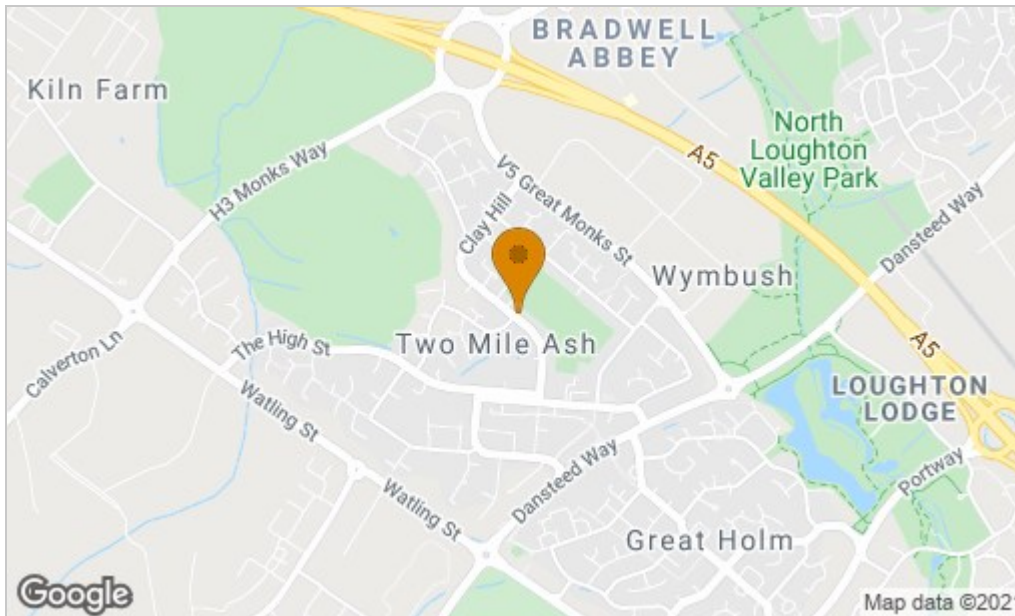 BRADWELL
ABBEY
Kiln Farm
North
Loughton
Valley Park
A5
H3 Monks Way
V5 Great Monks St
Dansteed Way
Clay Hill
Wymbush
Calverton Ln
The High St
Two Mile Ash
A5
LOUGHTON
LODGE
Watling St
Dansteed Way
Portway
Watling St
Great Holm
Google
Map data ©2021